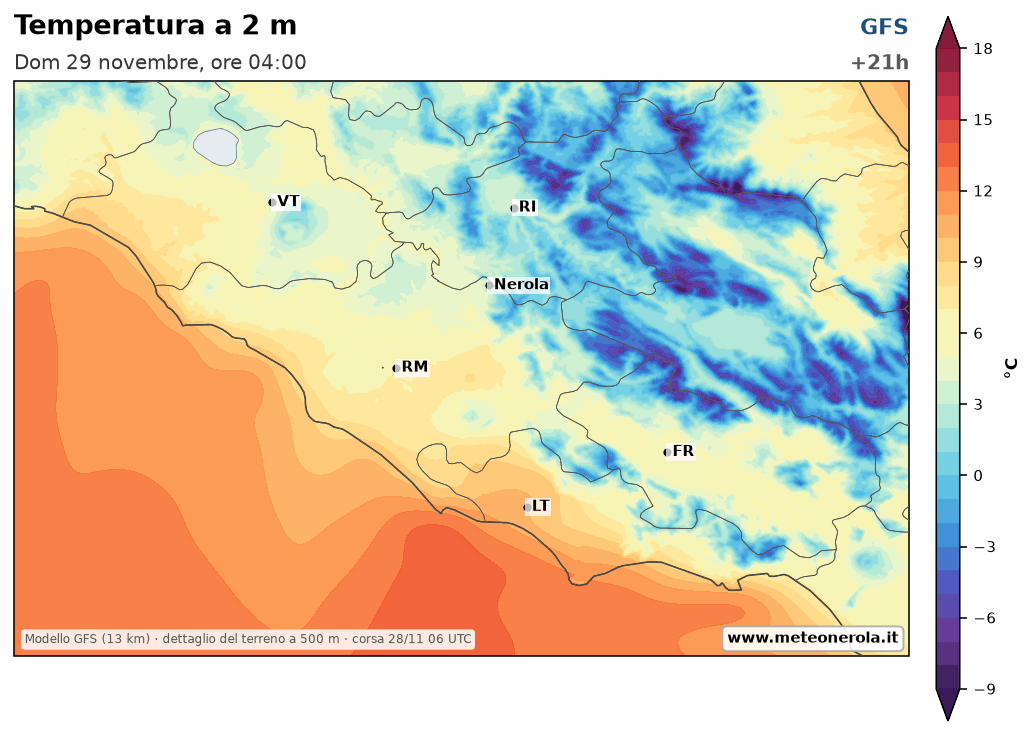 Temperatura a 2 m
GFS
Dom 29 novembre, ore 04:00
+21h
VT
RI
Nerola
RM
FR
LT
Modello GFS (13 km) · dettaglio del terreno a 500 m · corsa 28/11 06 UTC
www.meteonerola.it
18
15
12
9
6
3
0
−3
−6
−9
°C